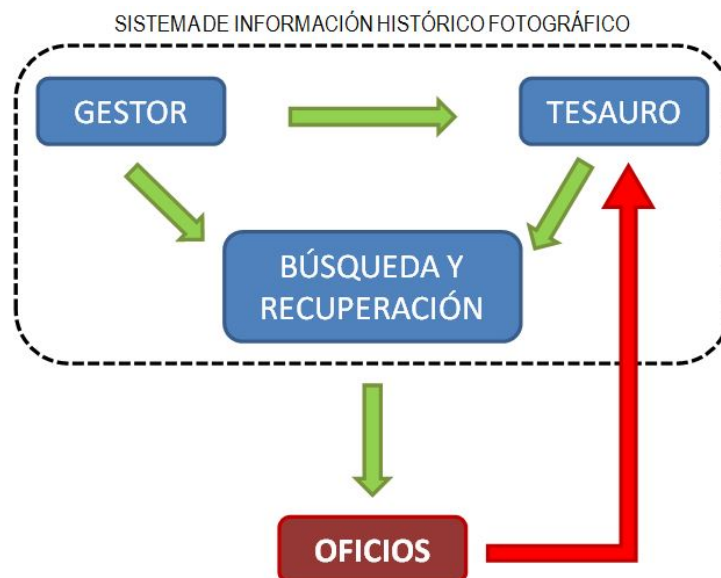 SISTEMA DE INFORMACIÓN HISTÓRICO FOTOGRÁFICO
GESTOR
TESAURO
BÚSQUEDA Y
RECUPERACIÓN
OFICIOS